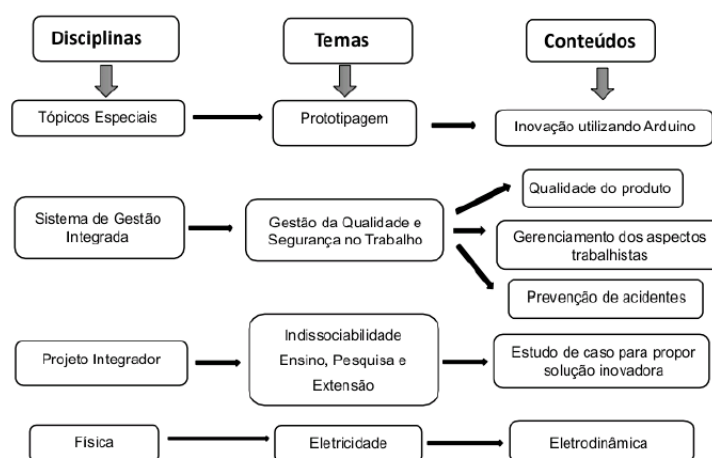 Disciplinas
Temas
Conteúdos
Tópicos Especiais
Prototipagem
Inovação utilizando Arduino
Sistema de Gestão
Integrada
Gestão da Qualidade e
Segurança no Trabalho
Qualidade do produto
Gerenciamento dos aspectos
trabalhistas
Prevenção de acidentes
Projeto Integrador
Indissociabilidade
Ensino, Pesquisa e
Extensão
Estudo de caso para propor
solução inovadora
Física
Eletricidade
Eletrodinâmica